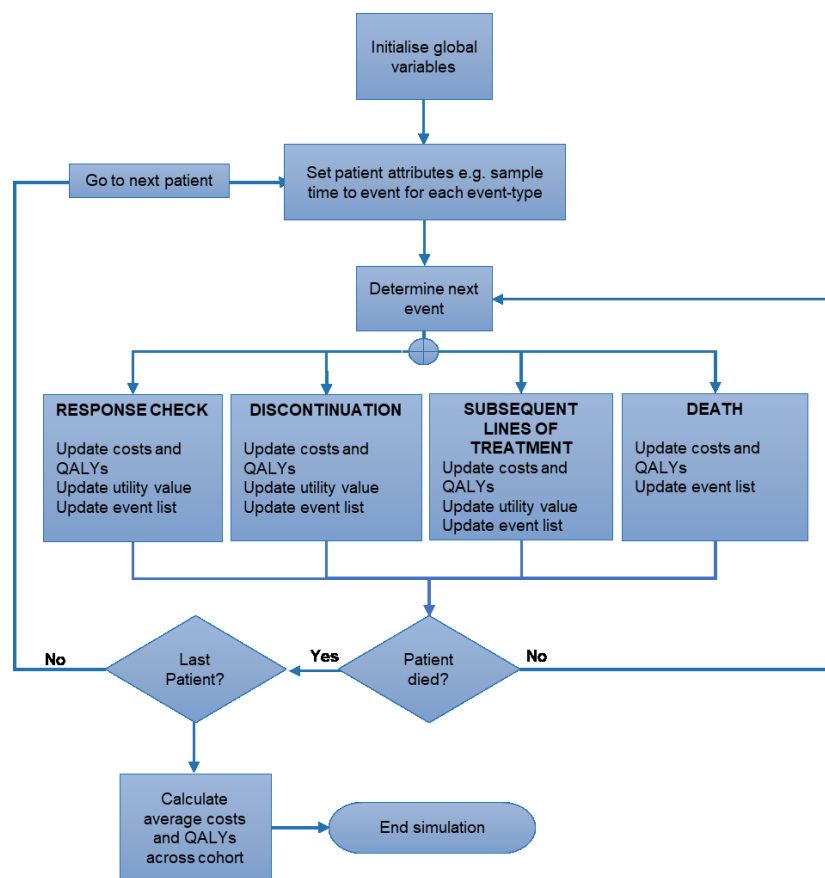 Initialise global
variables
Go to next patient
Set patient attributes e.g. sample
time to event for each event-type
Determine next
event
RESPONSE CHECK
Update costs and
QALYs
Update utility value
Update event list
DISCONTINUATION
Update costs and
QALYs
Update utility value
Update event list
SUBSEQUENT
LINES OF
TREATMENT
Update costs and
QALYs
Update utility value
Update event list
DEATH
Update costs and
QALYs
Update event list
No
Last
Patient?
Yes
Patient
died?
No
Calculate
average costs
and QALYs
across cohort
End simulation